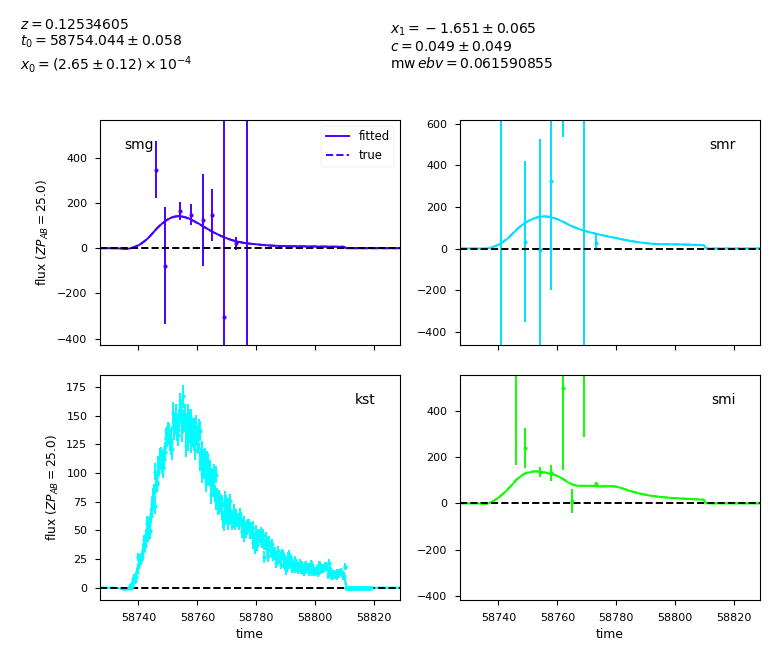 z = 0.12534605
t₀ = 58754.044 ± 0.058
x₀ = (2.65 ± 0.12) × 10⁻⁴
x₁ = −1.651 ± 0.065
c = 0.049 ± 0.049
mw ebv = 0.061590855
smg
fitted
true
400
200
0
−200
−400
flux (ZP_AB = 25.0)
smr
600
400
200
0
−200
−400
kst
175
150
125
100
75
50
25
0
flux (ZP_AB = 25.0)
58740 58760 58780 58800 58820
time
smi
400
200
0
−200
−400
58740 58760 58780 58800 58820
time